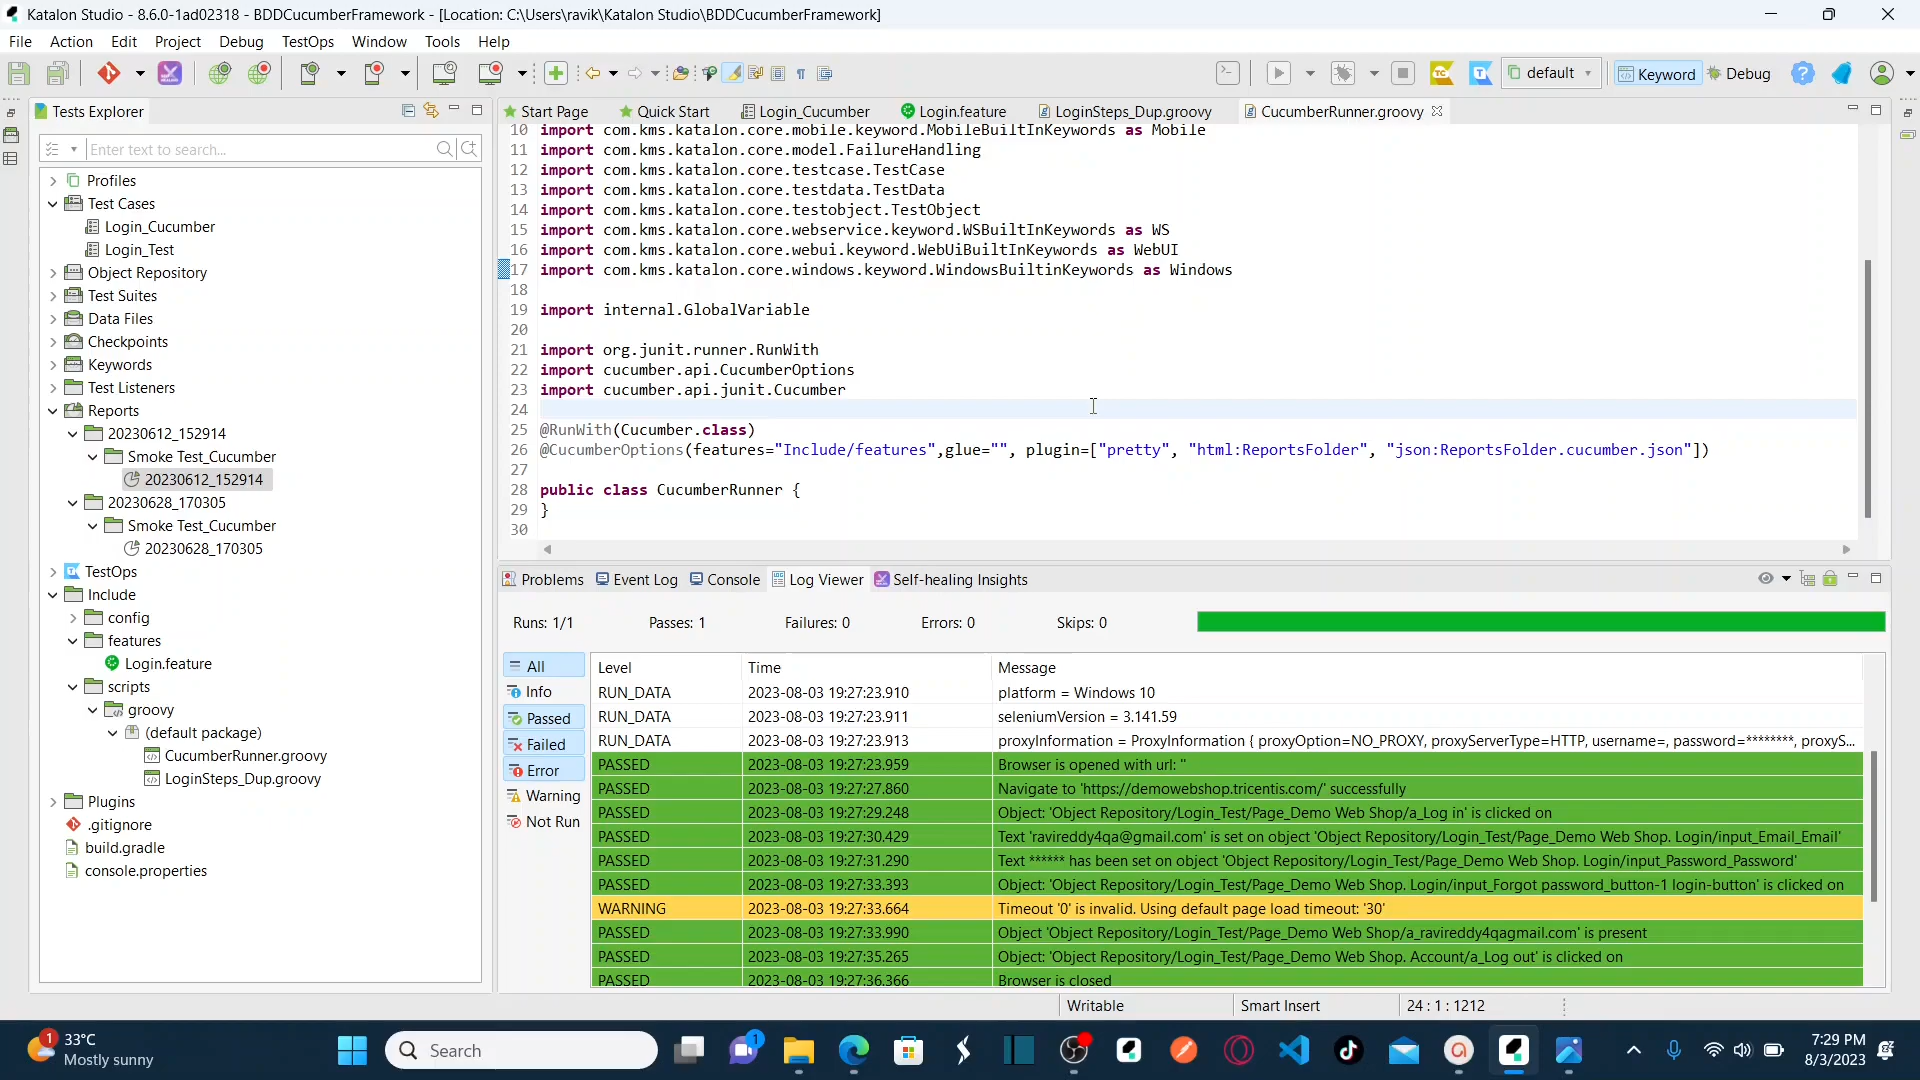 Katalon Studio - 8.6.0-1ad02318 - BDDCucumberFramework - [Location: C:\Users\ravik\Katalon Studio\BDDCucumberFramework]
File Action Edit Project Debug TestOps Window Tools Help
default Keyword Debug
Tests Explorer
Enter text to search...
Profiles
Test Cases
Login_Cucumber
Login_Test
Object Repository
Test Suites
Data Files
Checkpoints
Keywords
Test Listeners
Reports
20230612_152914
Smoke Test_Cucumber
20230612_152914
20230628_170305
Smoke Test_Cucumber
20230628_170305
TestOps
Include
config
features
Login.feature
scripts
groovy
(default package)
CucumberRunner.groovy
LoginSteps_Dup.groovy
Plugins
.gitignore
build.gradle
console.properties
Start Page Quick Start Login_Cucumber Login.feature LoginSteps_Dup.groovy CucumberRunner.groovy
10 import com.kms.katalon.core.mobile.keyword.MobileBuiltInKeywords as Mobile
11 import com.kms.katalon.core.model.FailureHandling
12 import com.kms.katalon.core.testcase.TestCase
13 import com.kms.katalon.core.testdata.TestData
14 import com.kms.katalon.core.testobject.TestObject
15 import com.kms.katalon.core.webservice.keyword.WSBuiltInKeywords as WS
16 import com.kms.katalon.core.webui.keyword.WebUiBuiltInKeywords as WebUI
17 import com.kms.katalon.core.windows.keyword.WindowsBuiltinKeywords as Windows
18
19 import internal.GlobalVariable
20
21 import org.junit.runner.RunWith
22 import cucumber.api.CucumberOptions
23 import cucumber.api.junit.Cucumber
24
25 @RunWith(Cucumber.class)
26 @CucumberOptions(features="Include/features",glue="", plugin=["pretty", "html:ReportsFolder", "json:ReportsFolder.cucumber.json"])
27
28 public class CucumberRunner {
29 }
30
Problems Event Log Console Log Viewer Self-healing Insights
Runs: 1/1 Passes: 1 Failures: 0 Errors: 0 Skips: 0
All
Info
Passed
Failed
Error
Warning
Not Run
Level Time Message
RUN_DATA 2023-08-03 19:27:23.910 platform = Windows 10
RUN_DATA 2023-08-03 19:27:23.911 seleniumVersion = 3.141.59
RUN_DATA 2023-08-03 19:27:23.913 proxyInformation = ProxyInformation { proxyOption=NO_PROXY, proxyServerType=HTTP, username=, password=********, proxyS...
PASSED 2023-08-03 19:27:23.959 Browser is opened with url: ''
PASSED 2023-08-03 19:27:27.860 Navigate to 'https://demowebshop.tricentis.com/' successfully
PASSED 2023-08-03 19:27:29.248 Object: 'Object Repository/Login_Test/Page_Demo Web Shop/a_Log in' is clicked on
PASSED 2023-08-03 19:27:30.429 Text 'ravireddy4qa@gmail.com' is set on object 'Object Repository/Login_Test/Page_Demo Web Shop. Login/input_Email_Email'
PASSED 2023-08-03 19:27:31.290 Text ****** has been set on object 'Object Repository/Login_Test/Page_Demo Web Shop. Login/input_Password_Password'
PASSED 2023-08-03 19:27:33.393 Object: 'Object Repository/Login_Test/Page_Demo Web Shop. Login/input_Forgot password_button-1 login-button' is clicked on
WARNING 2023-08-03 19:27:33.664 Timeout '0' is invalid. Using default page load timeout: '30'
PASSED 2023-08-03 19:27:33.990 Object 'Object Repository/Login_Test/Page_Demo Web Shop/a_ravireddy4qagmail.com' is present
PASSED 2023-08-03 19:27:35.265 Object: 'Object Repository/Login_Test/Page_Demo Web Shop. Account/a_Log out' is clicked on
PASSED 2023-08-03 19:27:36.366 Browser is closed
Writable Smart Insert 24 : 1 : 1212
1
33°C
Mostly sunny
Search
1
7:29 PM
8/3/2023